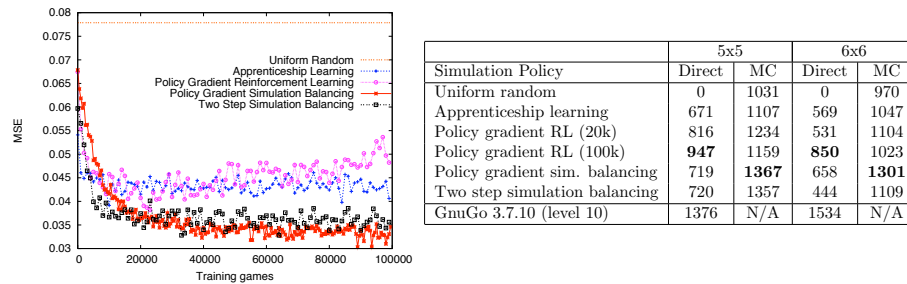 0.08
0.075
0.07
0.065
0.06
0.055
0.05
0.045
0.04
0.035
0.03
MSE
Uniform Random
Apprenticeship Learning
Policy Gradient Reinforcement Learning
Policy Gradient Simulation Balancing
Two Step Simulation Balancing
0 20000 40000 60000 80000 100000
Training games
5x5 6x6
Simulation Policy Direct MC Direct MC
Uniform random 0 1031 0 970
Apprenticeship learning 671 1107 569 1047
Policy gradient RL (20k) 816 1234 531 1104
Policy gradient RL (100k) 947 1159 850 1023
Policy gradient sim. balancing 719 1367 658 1301
Two step simulation balancing 720 1357 444 1109
GnuGo 3.7.10 (level 10) 1376 N/A 1534 N/A